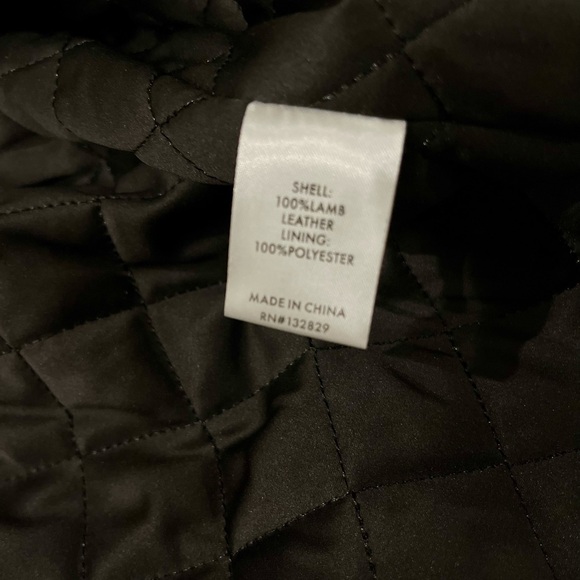 SHELL:
100%LAMB
LEATHER
LINING:
100%POLYESTER
MADE IN CHINA
RN#132829